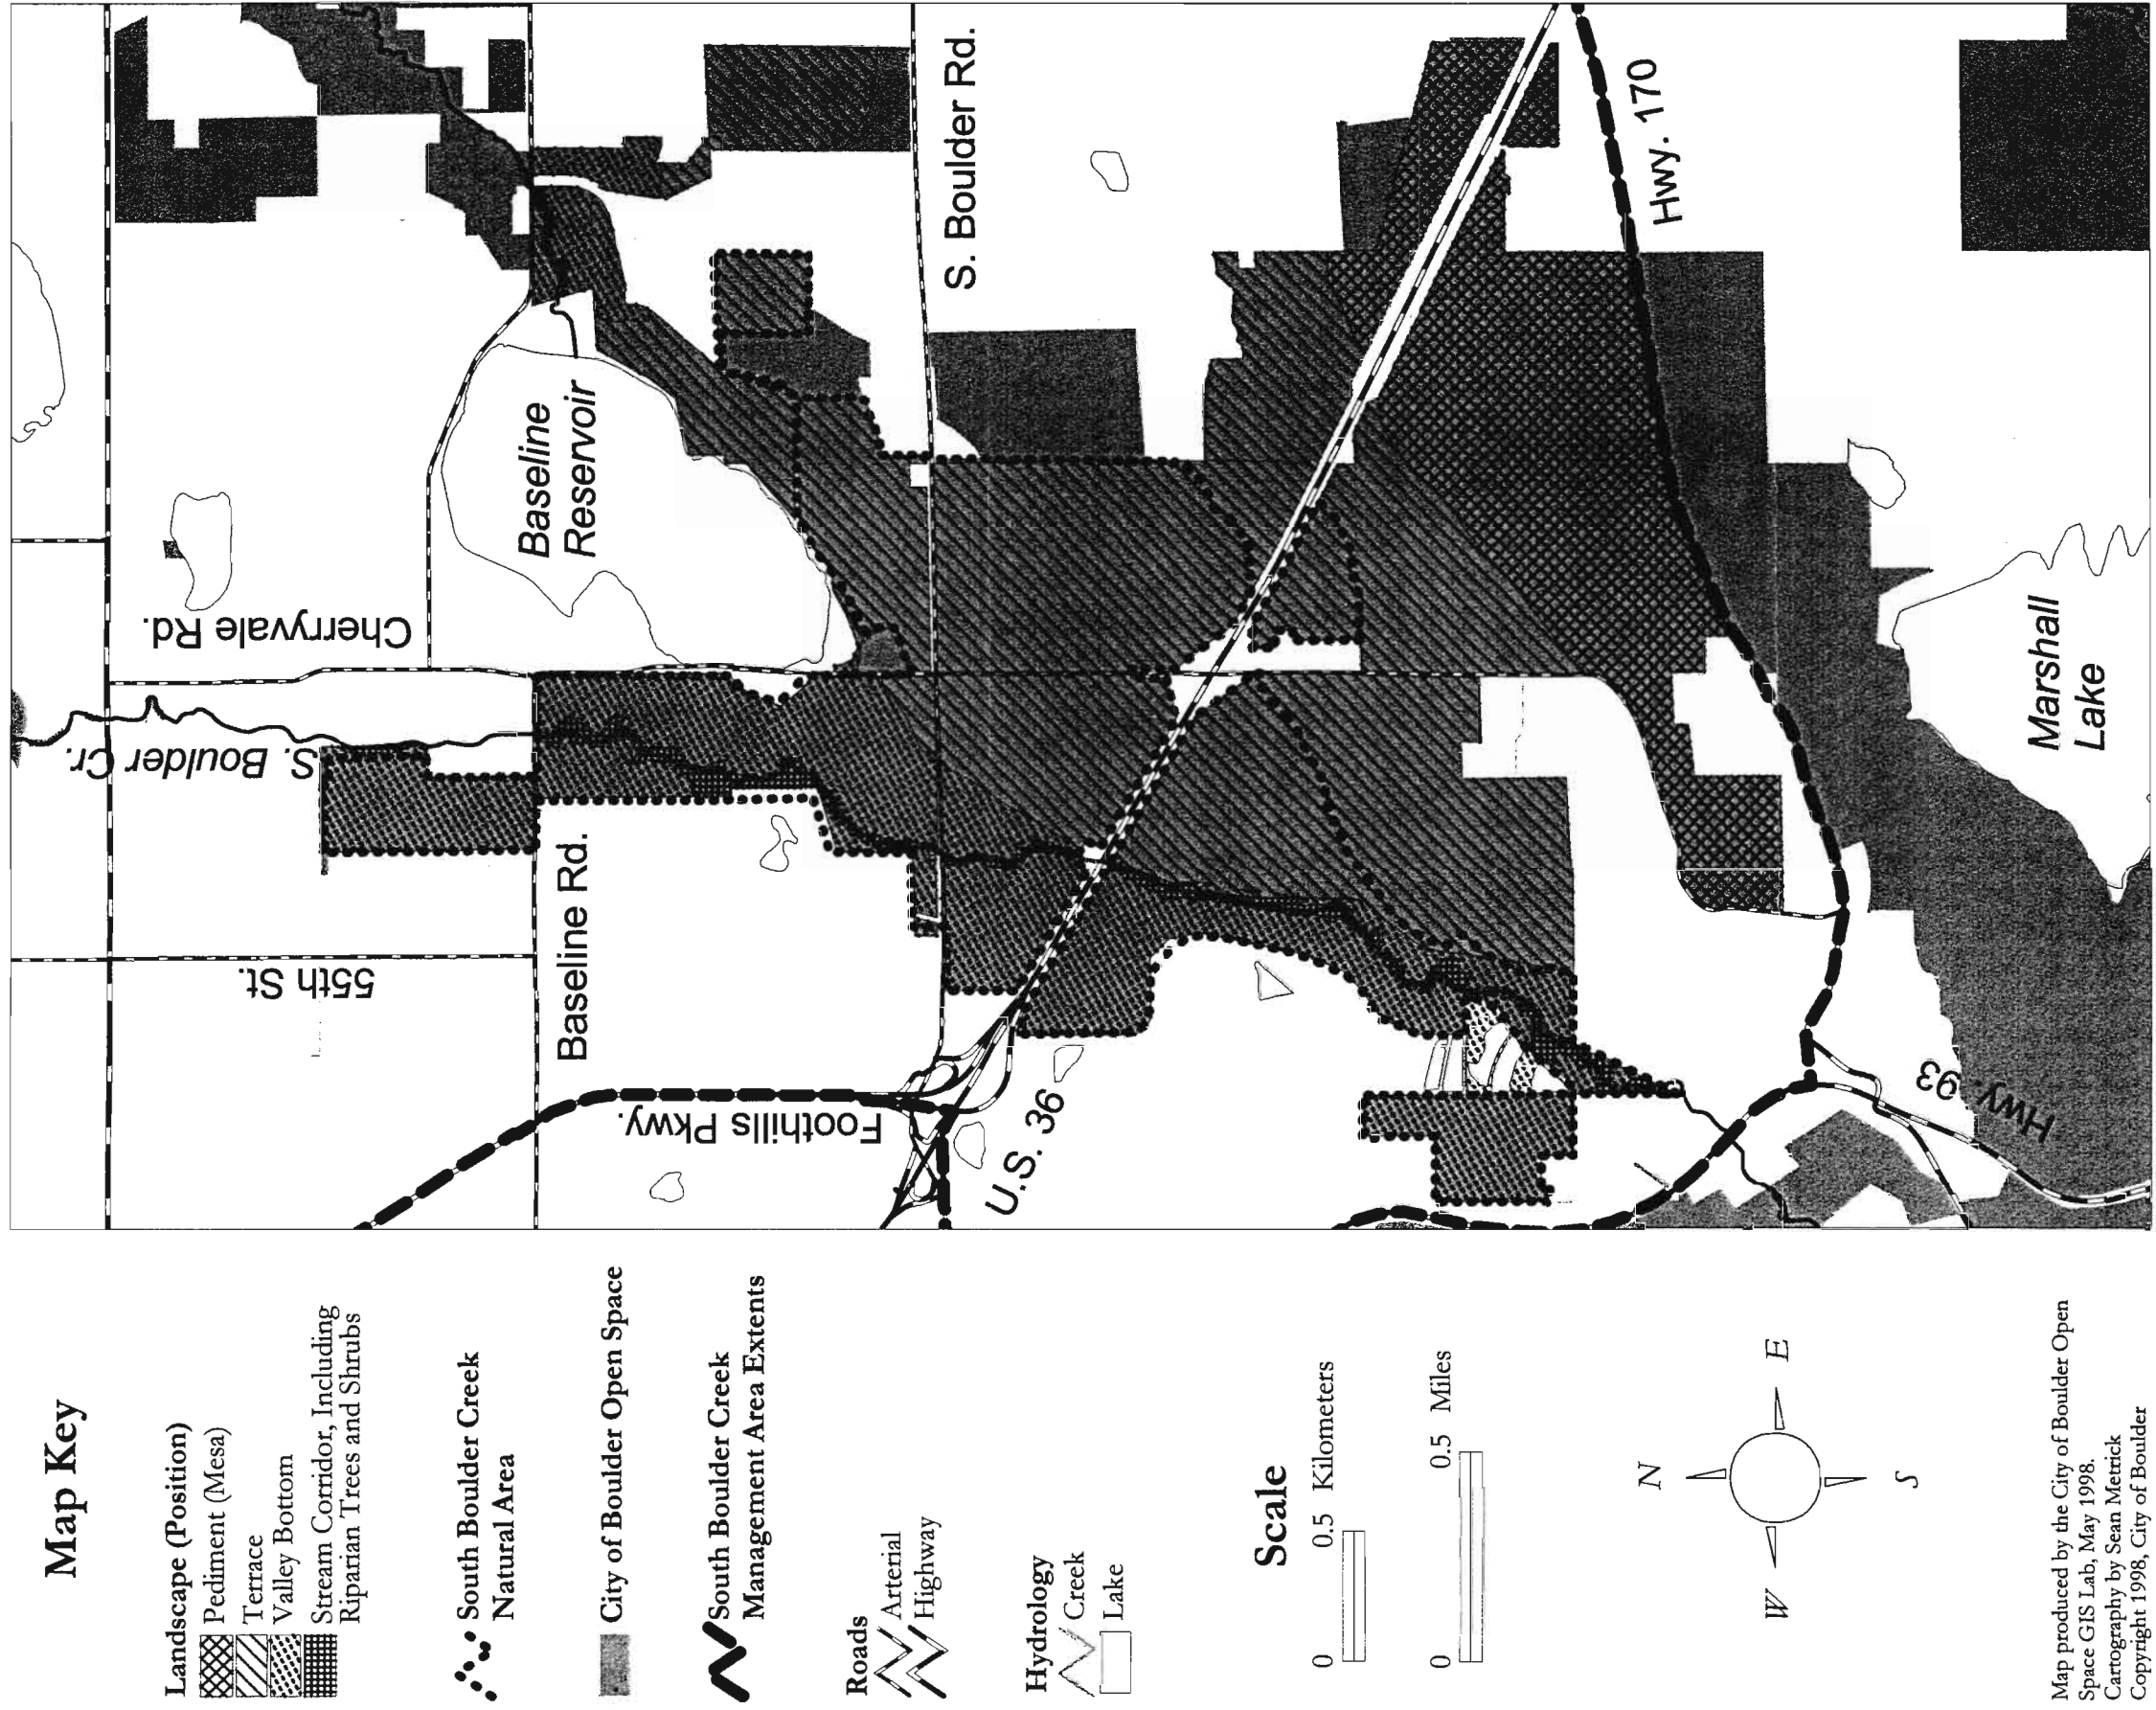 Map Key
Landscape (Position)
Pediment (Mesa)
Terrace
Valley Bottom
Stream Corridor, Including
Riparian Trees and Shrubs
South Boulder Creek
Natural Area
City of Boulder Open Space
South Boulder Creek
Management Area Extents
Roads
Arterial
Highway
Hydrology
Creek
Lake
Scale
0 0.5 Kilometers
0 0.5 Miles
N
W E
S
Map produced by the City of Boulder Open
Space GIS Lab, May 1998.
Cartography by Sean Metrick
Copyright 1998, City of Boulder
55th St.
S. Boulder Cr.
Cherryvale Rd.
Baseline Rd.
Baseline
Reservoir
Foothills Pkwy.
S. Boulder Rd.
U.S. 36
Hwy. 170
Hwy. 93
Marshall
Lake